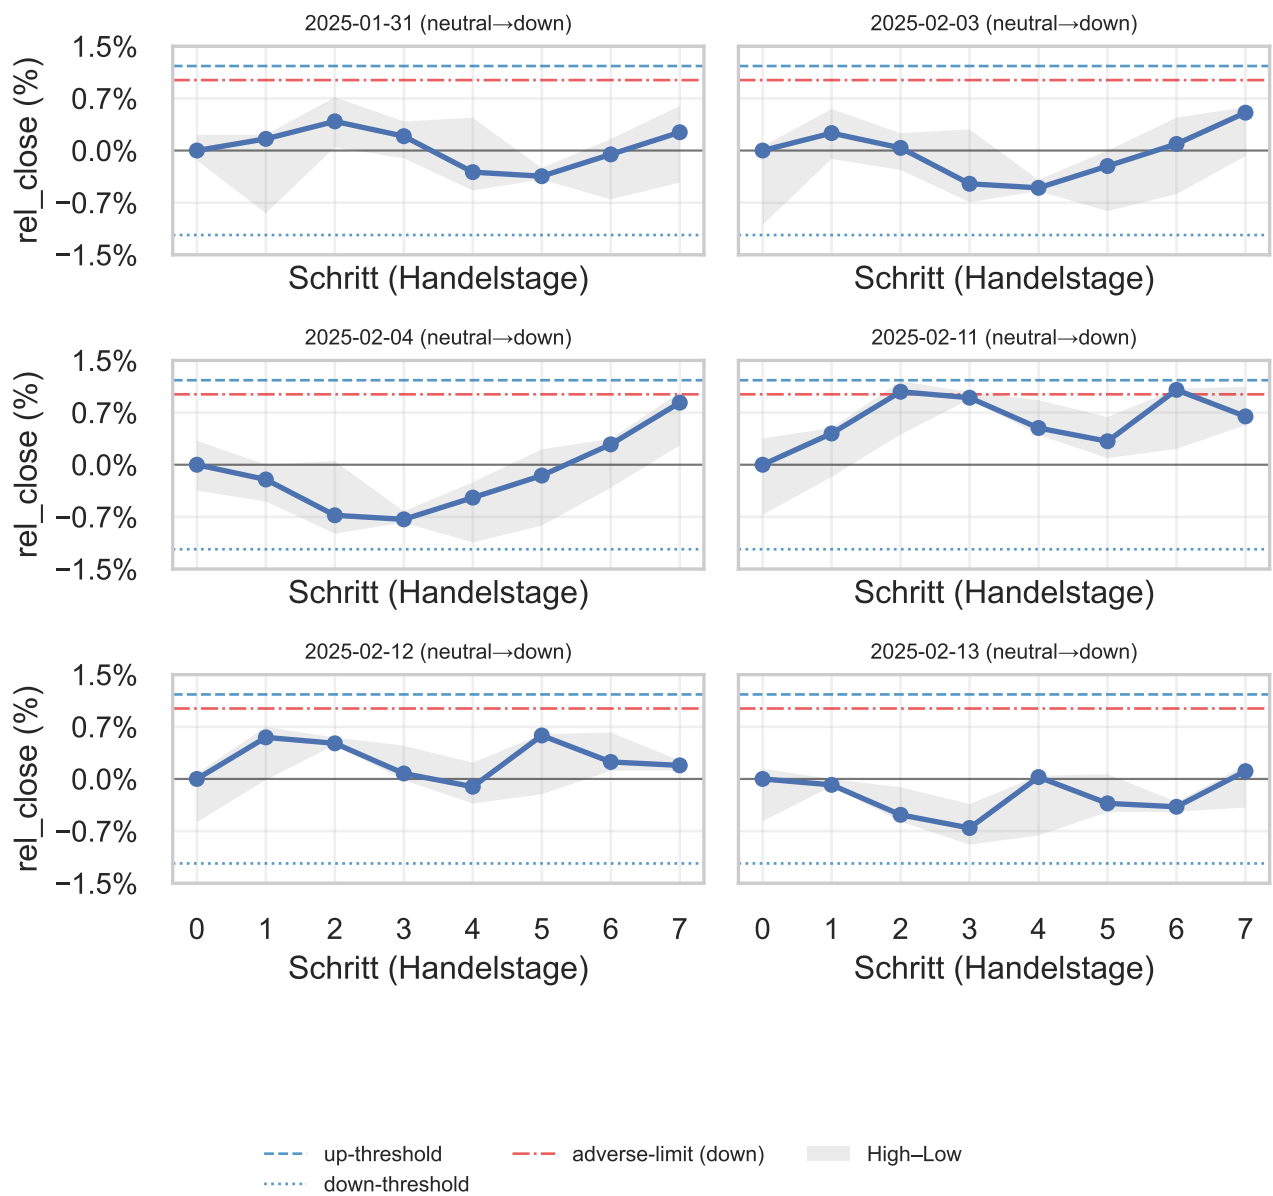 2025-01-31 (neutral→down)
2025-02-03 (neutral→down)
1.5%
0.7%
0.0%
−0.7%
−1.5%
rel_close (%)
Schritt (Handelstage)
Schritt (Handelstage)
2025-02-04 (neutral→down)
2025-02-11 (neutral→down)
1.5%
0.7%
0.0%
−0.7%
−1.5%
rel_close (%)
Schritt (Handelstage)
Schritt (Handelstage)
2025-02-12 (neutral→down)
2025-02-13 (neutral→down)
1.5%
0.7%
0.0%
−0.7%
−1.5%
rel_close (%)
0 1 2 3 4 5 6 7
0 1 2 3 4 5 6 7
Schritt (Handelstage)
Schritt (Handelstage)
up-threshold
down-threshold
adverse-limit (down)
High–Low